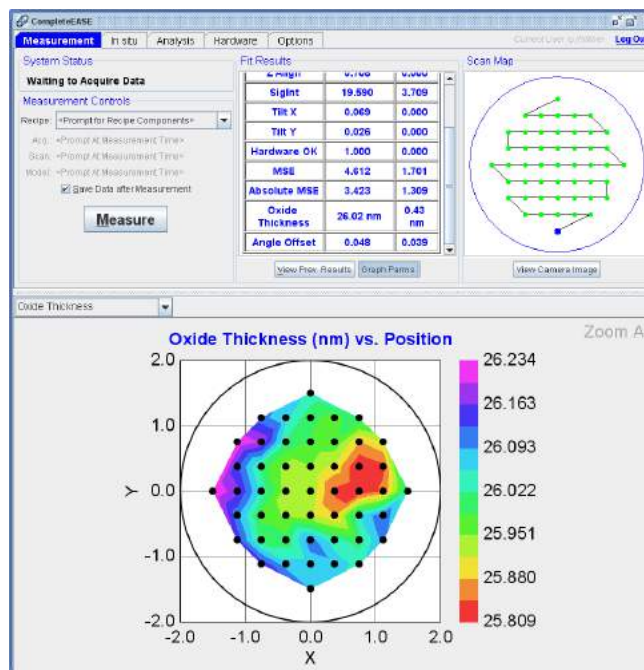 CompleteEASE
Measurement In situ Analysis Hardware Options
Log Ou
System Status
Waiting to Acquire Data
Measurement Controls
Recipe: <Prompt for Recipe Components>
Acq: <Prompt At Measurement Time>
Scan: <Prompt At Measurement Time>
Model: <Prompt At Measurement Time>
Save Data after Measurement
Measure
Fit Results
Z Align 0.706 0.000
SigInt 19.590 3.709
Tilt X 0.069 0.000
Tilt Y 0.026 0.000
Hardware OK 1.000 0.000
MSE 4.612 1.701
Absolute MSE 3.423 1.309
Oxide Thickness 26.02 nm 0.43 nm
Angle Offset 0.048 0.039
View Prev. Results Graph Parms
Scan Map
View Camera Image
Oxide Thickness
Zoom A
Oxide Thickness (nm) vs. Position
2.0
1.0
0.0
-1.0
-2.0
Y
-2.0 -1.0 0.0 1.0 2.0
X
26.234
26.163
26.093
26.022
25.951
25.880
25.809